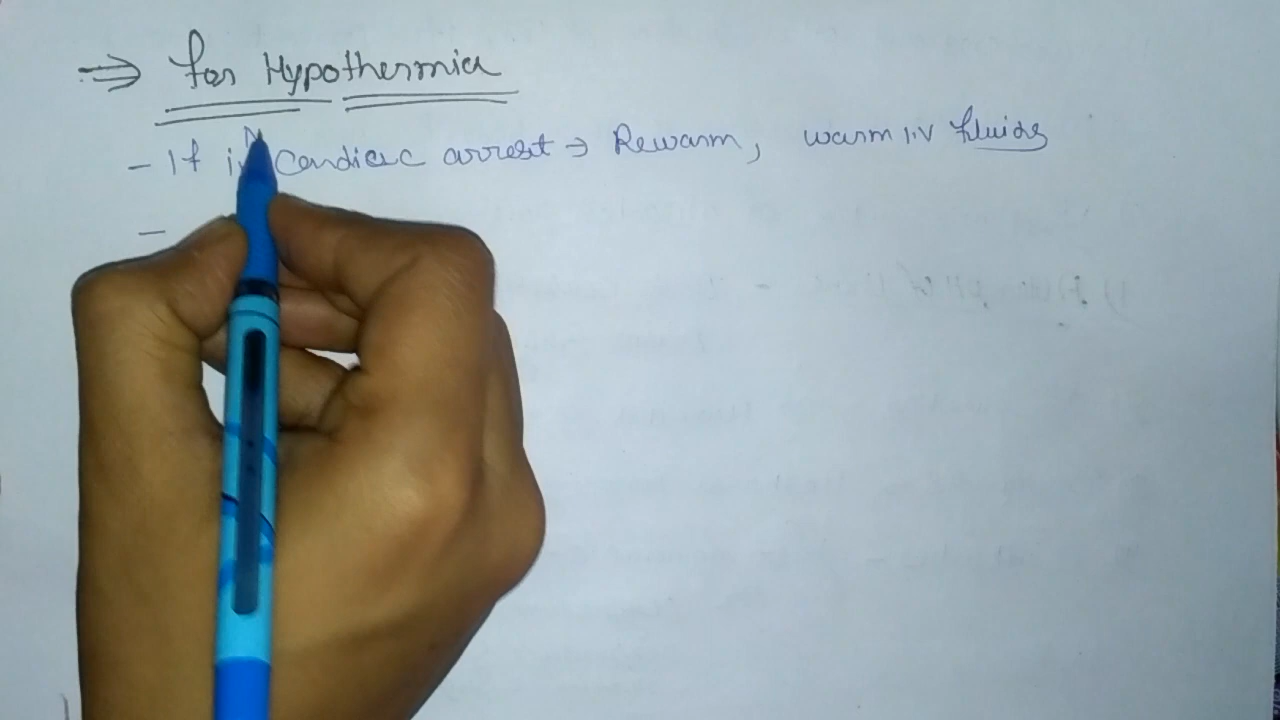 ⇒ for Hypothermia
- If in cardiac arrest → Rewarm, warm I.V fluids
-